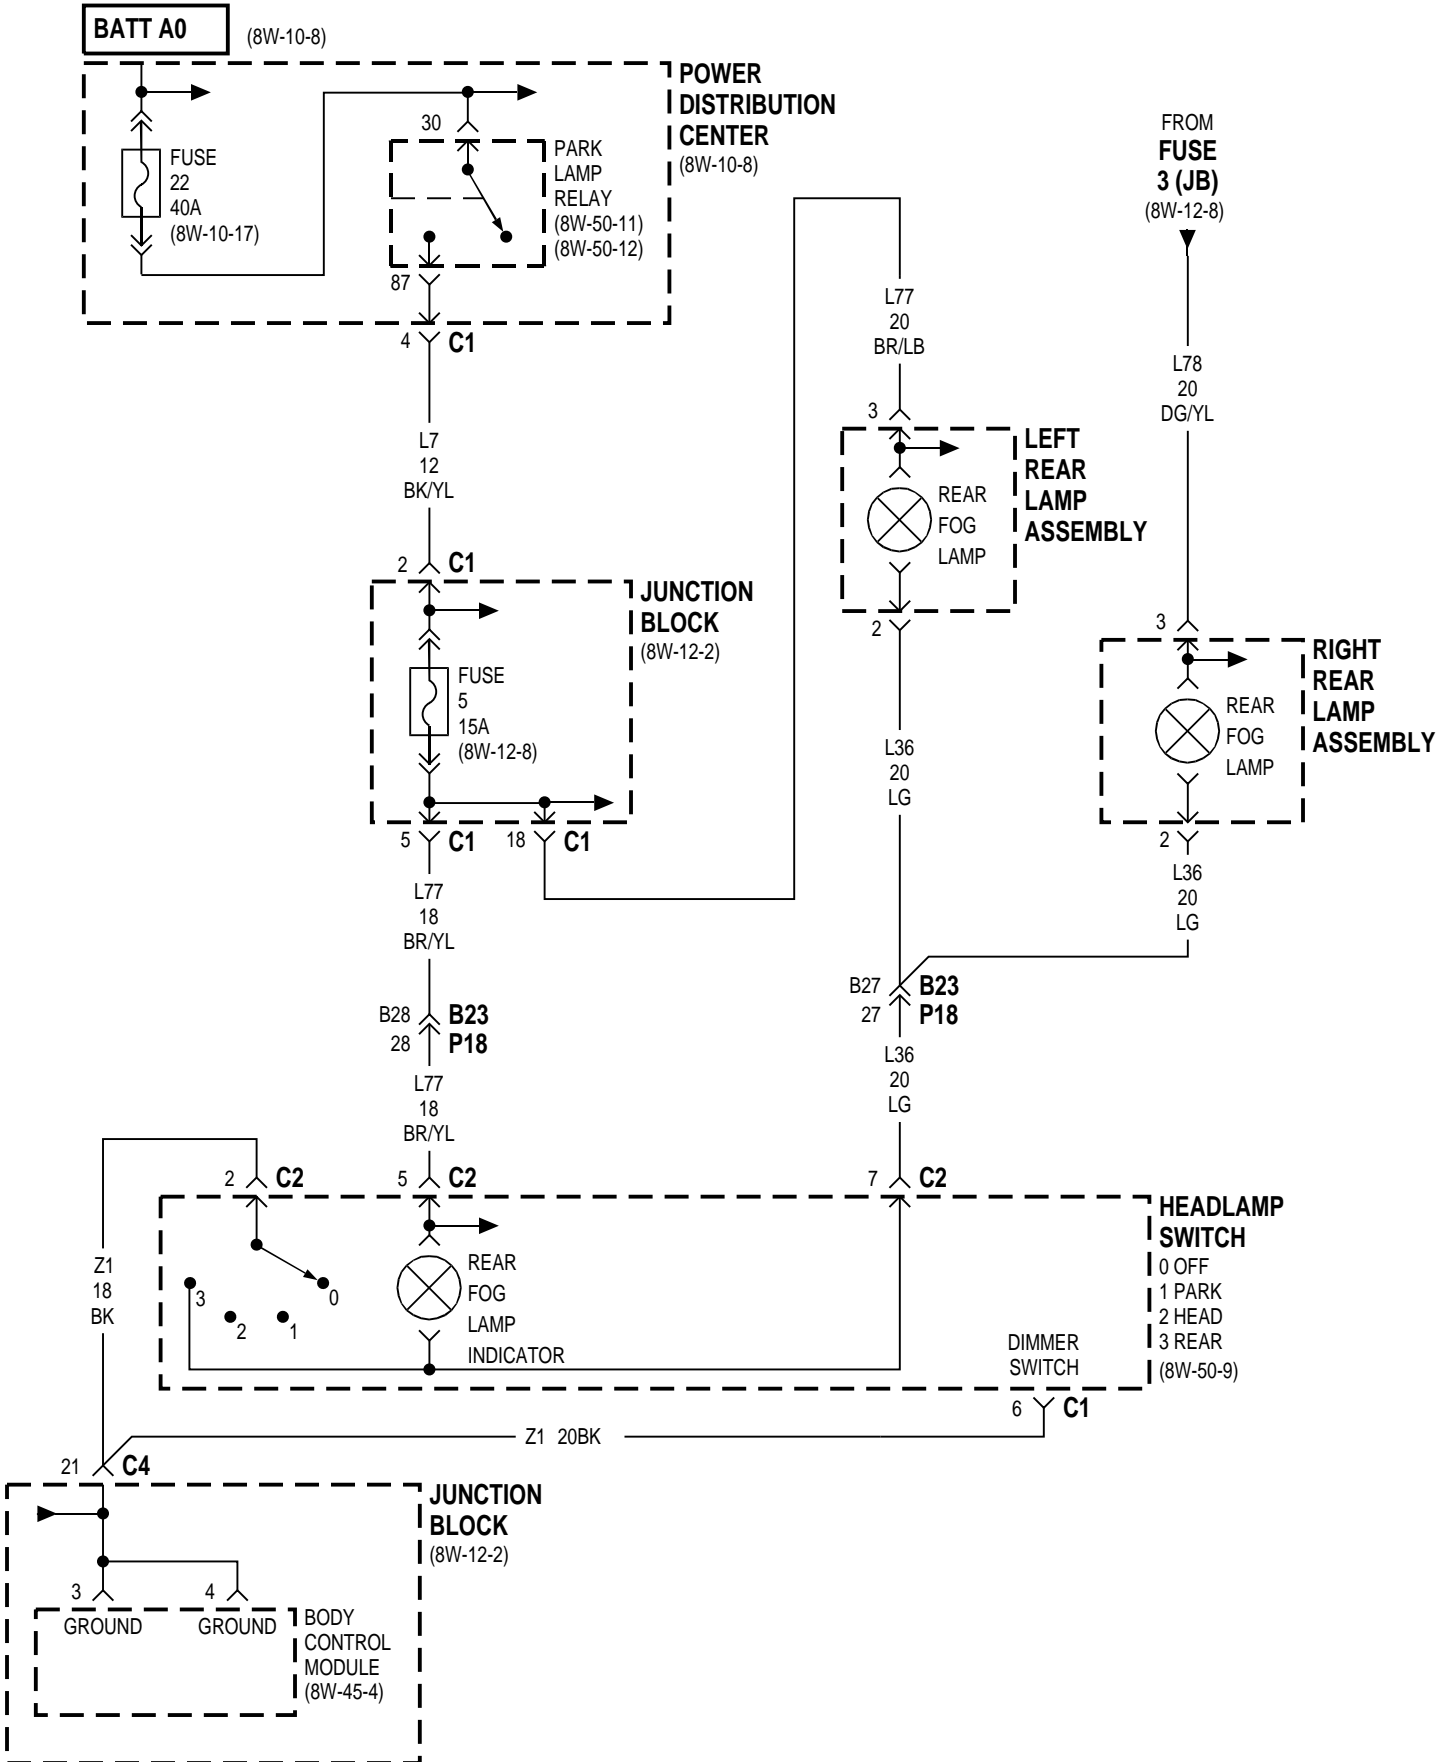 BATT A0
(8W-10-8)
POWER
DISTRIBUTION
CENTER
(8W-10-8)
FUSE
22
40A
(8W-10-17)
30
PARK
LAMP
RELAY
(8W-50-11)
(8W-50-12)
87
4 C1
FROM
FUSE
3 (JB)
(8W-12-8)
L77
20
BR/LB
L78
20
DG/YL
L7
12
BK/YL
3
LEFT
REAR
LAMP
ASSEMBLY
REAR
FOG
LAMP
2
2 C1
JUNCTION
BLOCK
(8W-12-2)
FUSE
5
15A
(8W-12-8)
5 C1
18 C1
3
RIGHT
REAR
LAMP
ASSEMBLY
REAR
FOG
LAMP
2
L36
20
LG
L36
20
LG
L77
18
BR/YL
B28 B23
28 P18
L77
18
BR/YL
B27 B23
27 P18
L36
20
LG
2 C2
5 C2
7 C2
HEADLAMP
SWITCH
0 OFF
1 PARK
2 HEAD
3 REAR
(8W-50-9)
Z1
18
BK
3
2
1
0
REAR
FOG
LAMP
INDICATOR
DIMMER
SWITCH
6 C1
Z1 20BK
21 C4
JUNCTION
BLOCK
(8W-12-2)
3
4
GROUND
GROUND
BODY
CONTROL
MODULE
(8W-45-4)